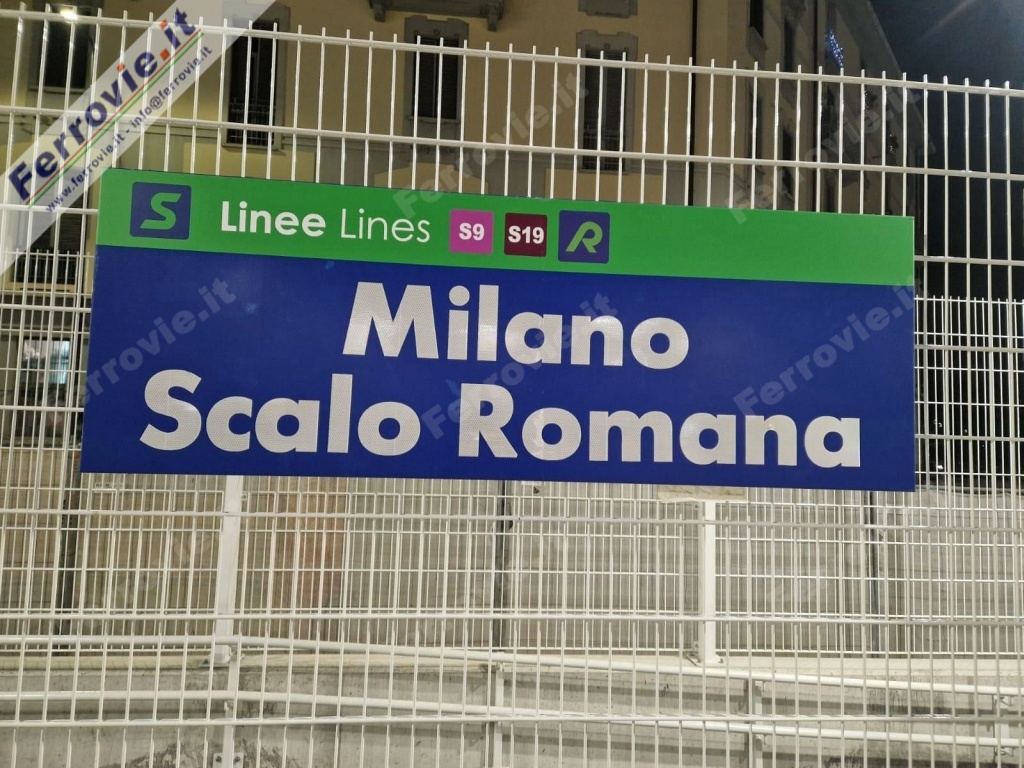 Ferrovie.it
www.ferrovie.it - info@ferrovie.it
S Linee Lines S9 S19 R
Milano
Scalo Romana